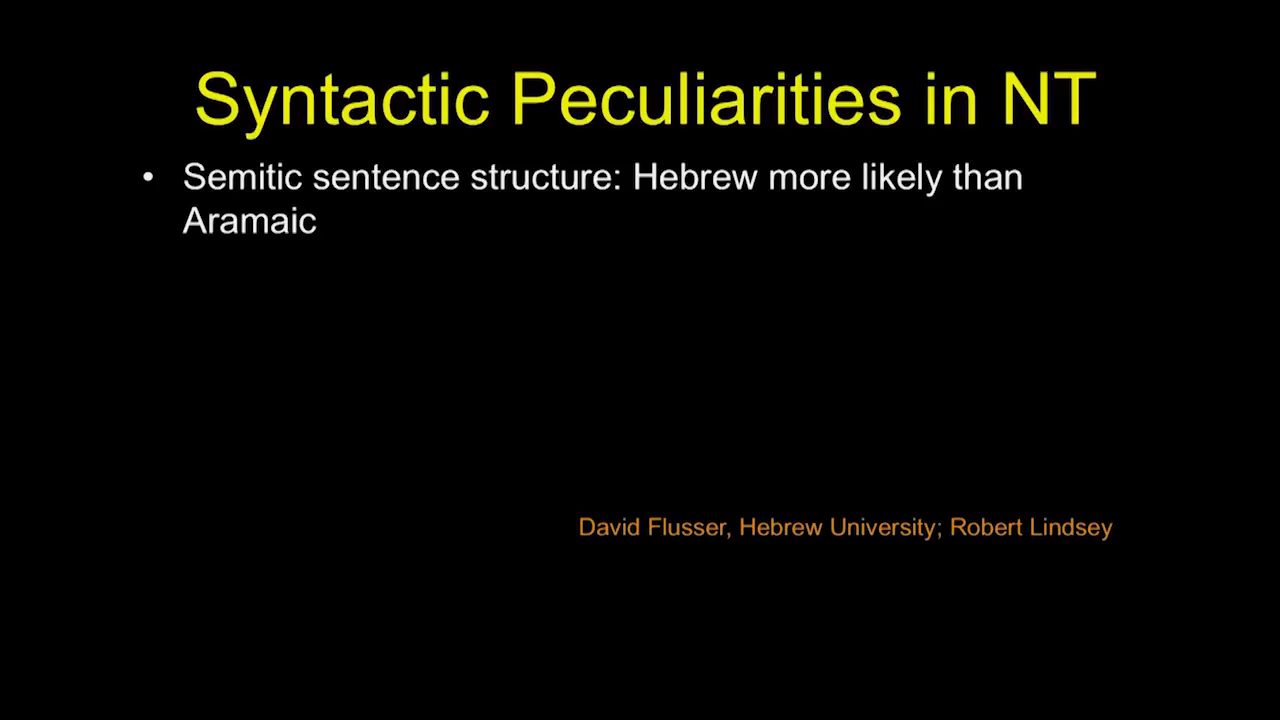 Syntactic Peculiarities in NT
• Semitic sentence structure: Hebrew more likely than
Aramaic
David Flusser, Hebrew University; Robert Lindsey